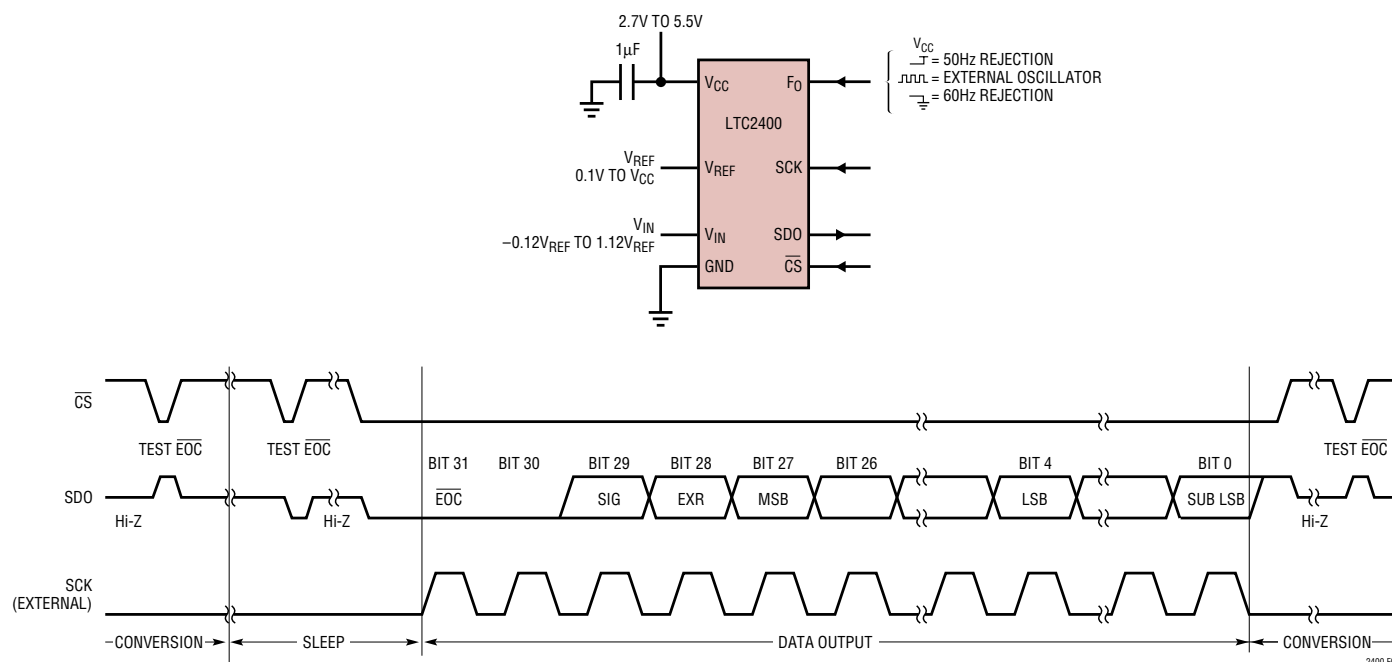 2.7V TO 5.5V
1µF
VCC
= 50Hz REJECTION
= EXTERNAL OSCILLATOR
= 60Hz REJECTION
VCC
FO
LTC2400
VREF
0.1V TO VCC
VREF
SCK
VIN
–0.12VREF TO 1.12VREF
VIN
SDO
GND
CS
CS
TEST EOC
TEST EOC
TEST EOC
BIT 31
BIT 30
BIT 29
BIT 28
BIT 27
BIT 26
BIT 4
BIT 0
SDO
EOC
SIG
EXR
MSB
LSB
SUB LSB
Hi-Z
Hi-Z
Hi-Z
SCK
(EXTERNAL)
CONVERSION
SLEEP
DATA OUTPUT
CONVERSION